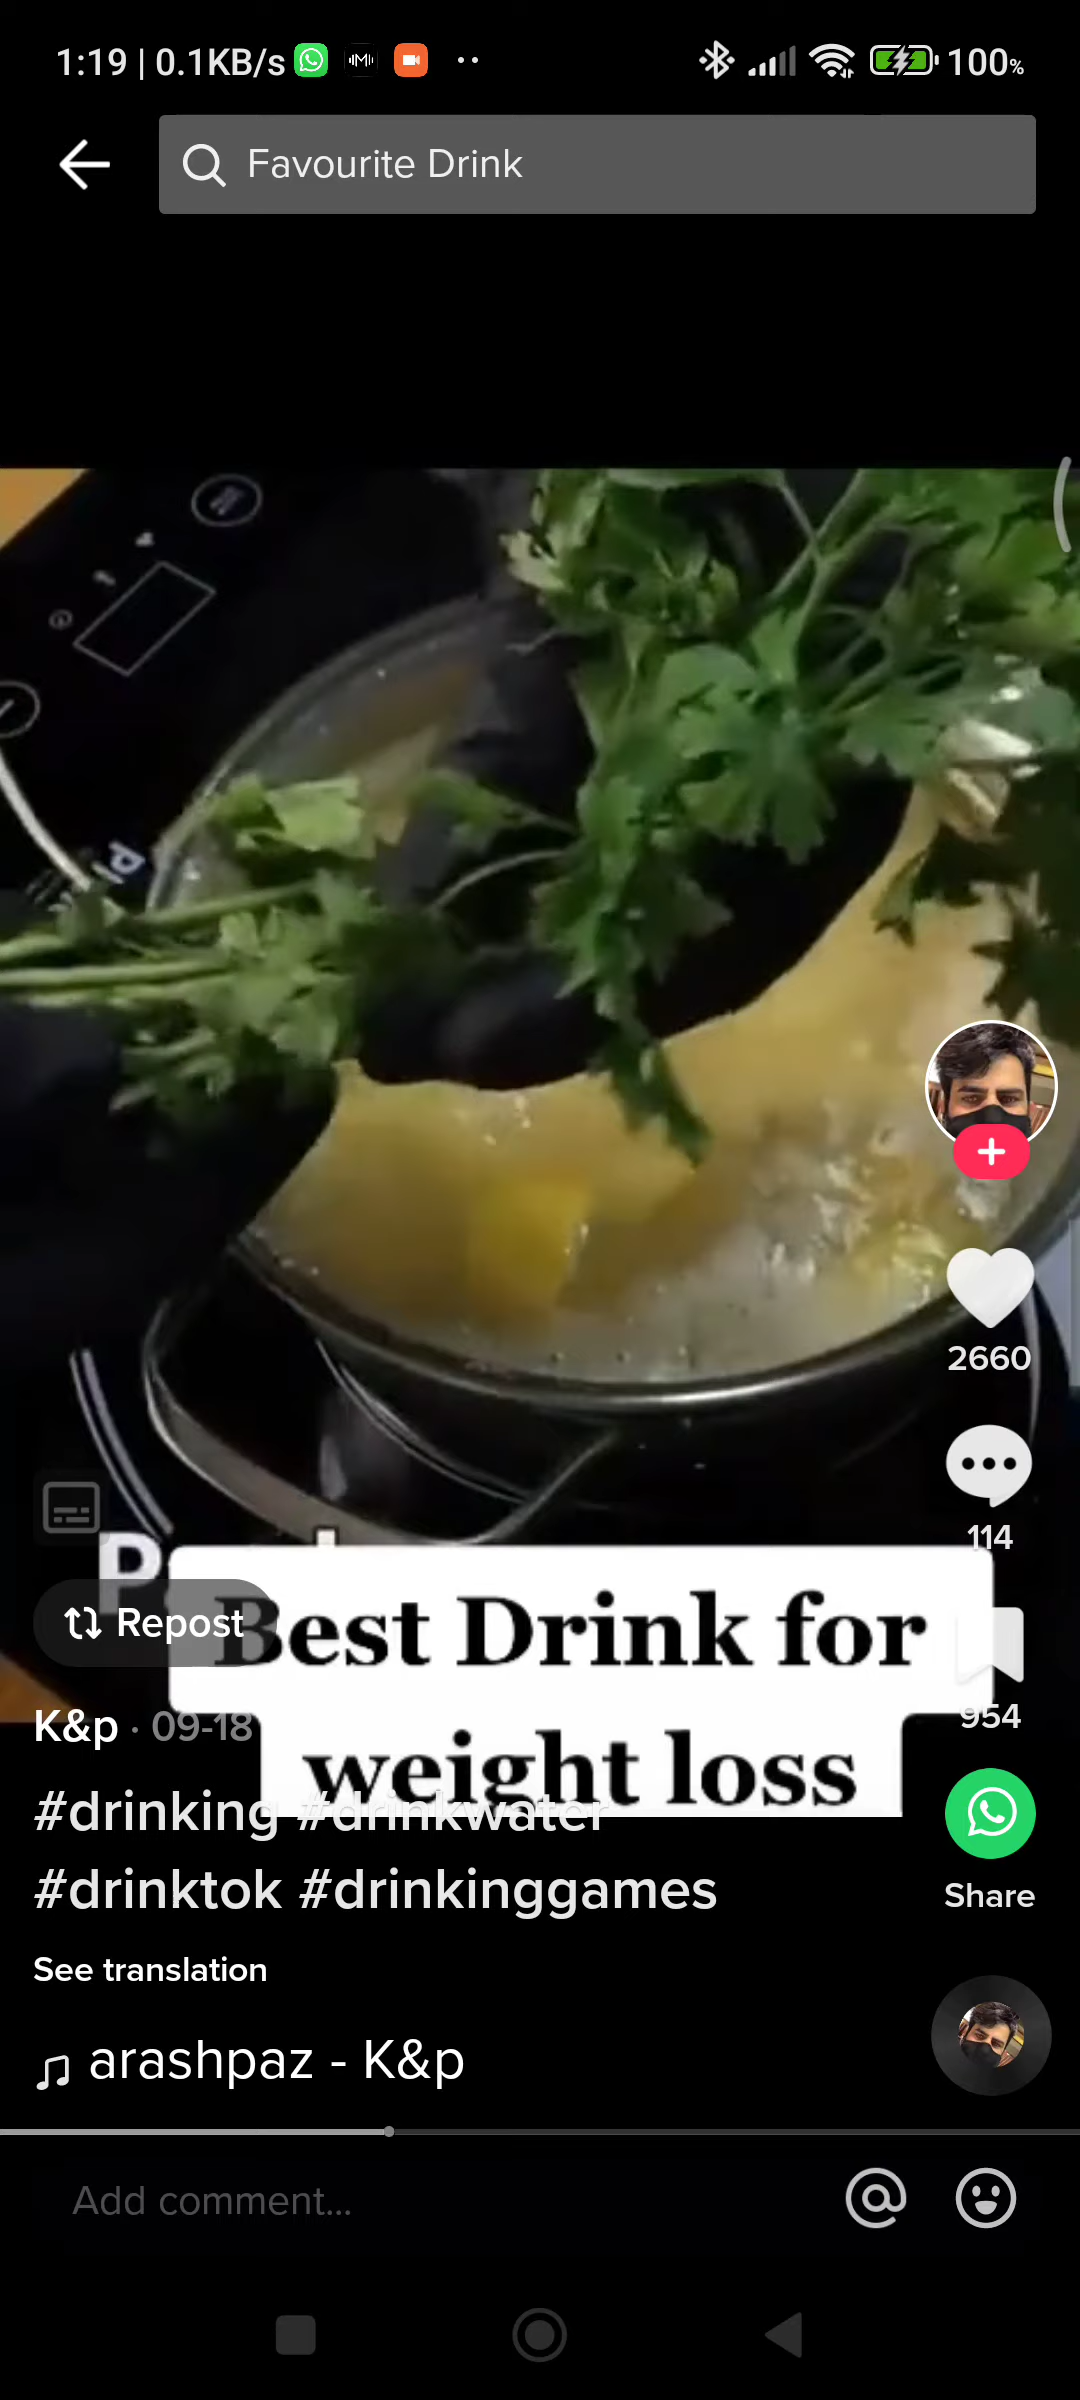 1:19 | 0.1KB/s
100%
Favourite Drink
2660
114
Repost
Best Drink for
954
K&p · 09-18
weight loss
#drinking #drinkwater
#drinktok #drinkinggames
Share
See translation
arashpaz - K&p
Add comment...